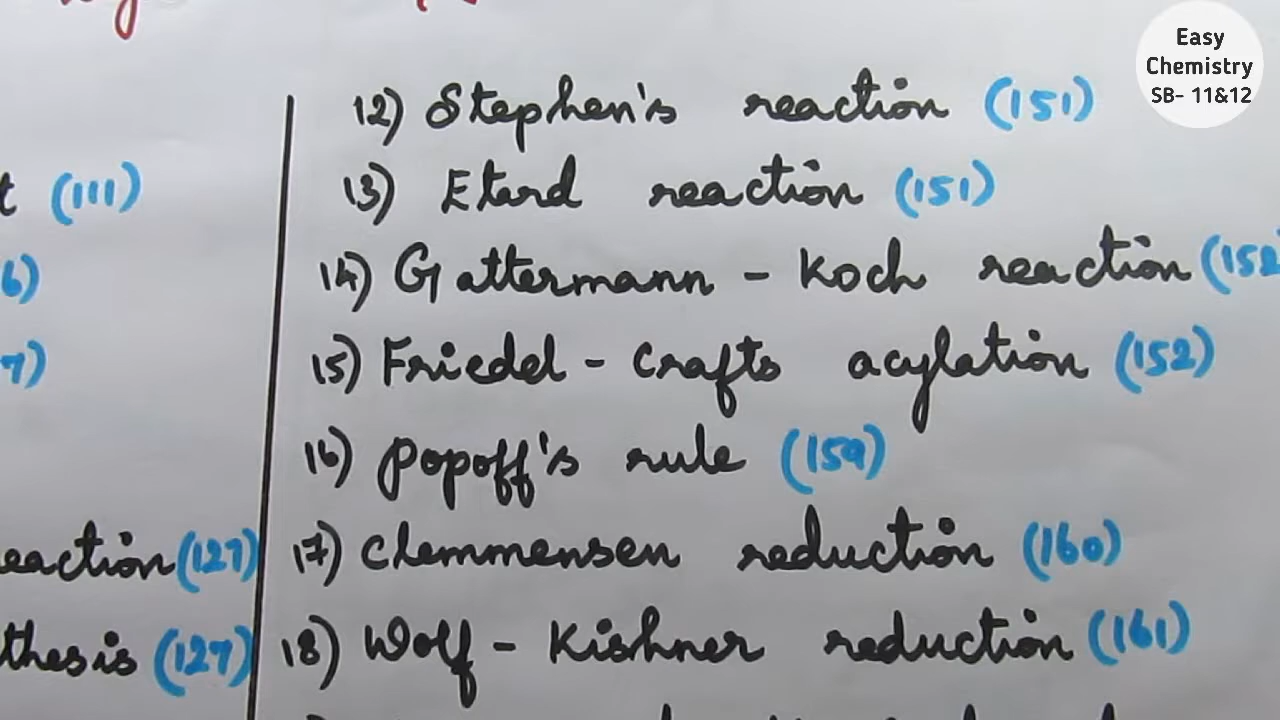 Easy
Chemistry
SB- 11&12
t (111)
6)
7)
eaction (127)
thesis (127)
12) Stephen's reaction (151)
13) Etard reaction (151)
14) Gattermann - Koch reaction (152
15) Friedel - Crafts acylation (152)
16) Popoff's rule (159)
17) Clemmensen reduction (160)
18) Wolf - Kishner reduction (161)